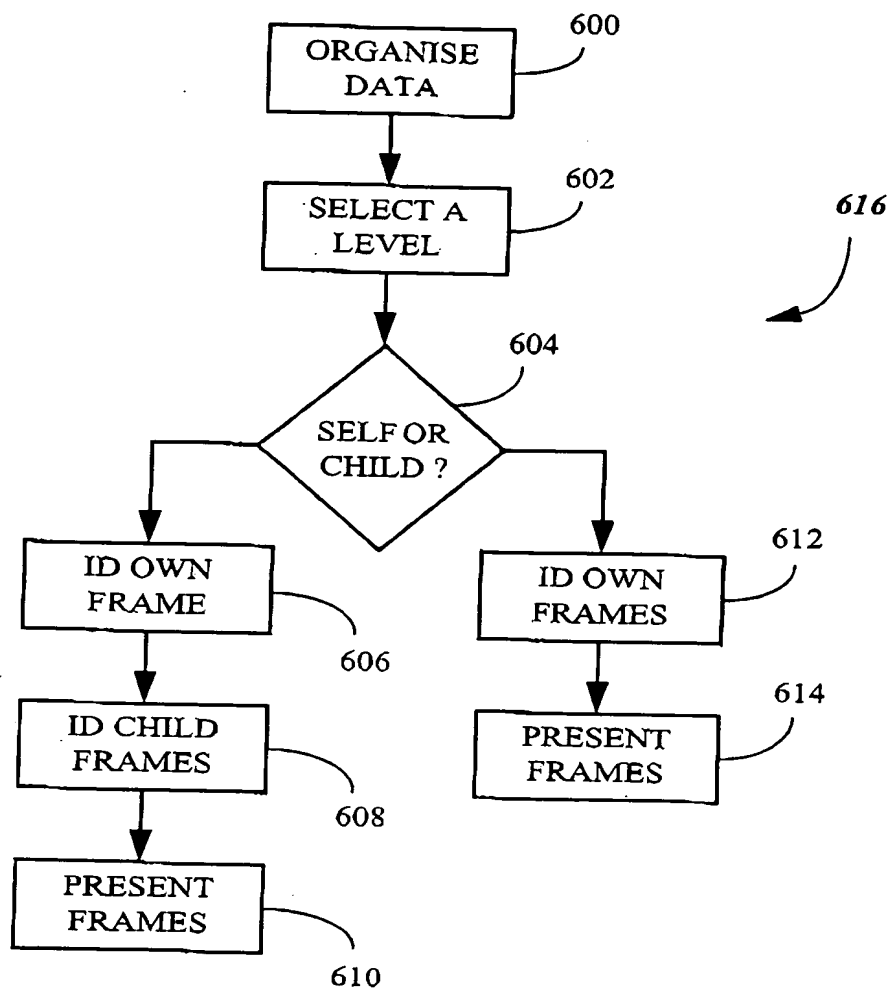 600
ORGANISE
DATA
602
SELECT A
LEVEL
616
604
SELF OR
CHILD ?
ID OWN
FRAME
606
612
ID OWN
FRAMES
ID CHILD
FRAMES
608
614
PRESENT
FRAMES
PRESENT
FRAMES
610